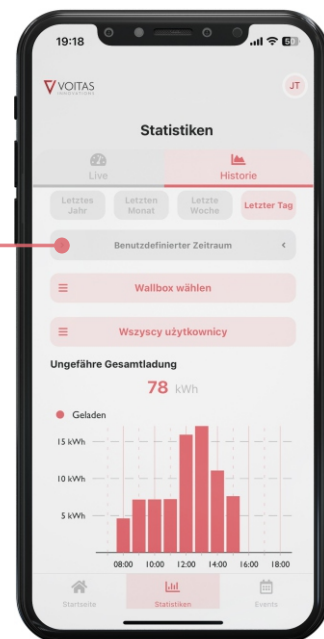 19:18
VOITAS
INNOVATIONS
JT
Statistiken
Live
Historie
Letztes Jahr
Letzten Monat
Letzte Woche
Letzter Tag
Benutzdefinierter Zeitraum
Wallbox wählen
Wszyscy użytkownicy
Ungefähre Gesamtladung
78 kWh
Geladen
15 kWh
10 kWh
5 kWh
08:00 10:00 12:00 14:00 16:00 18:00
Startseite
Statistiken
Events